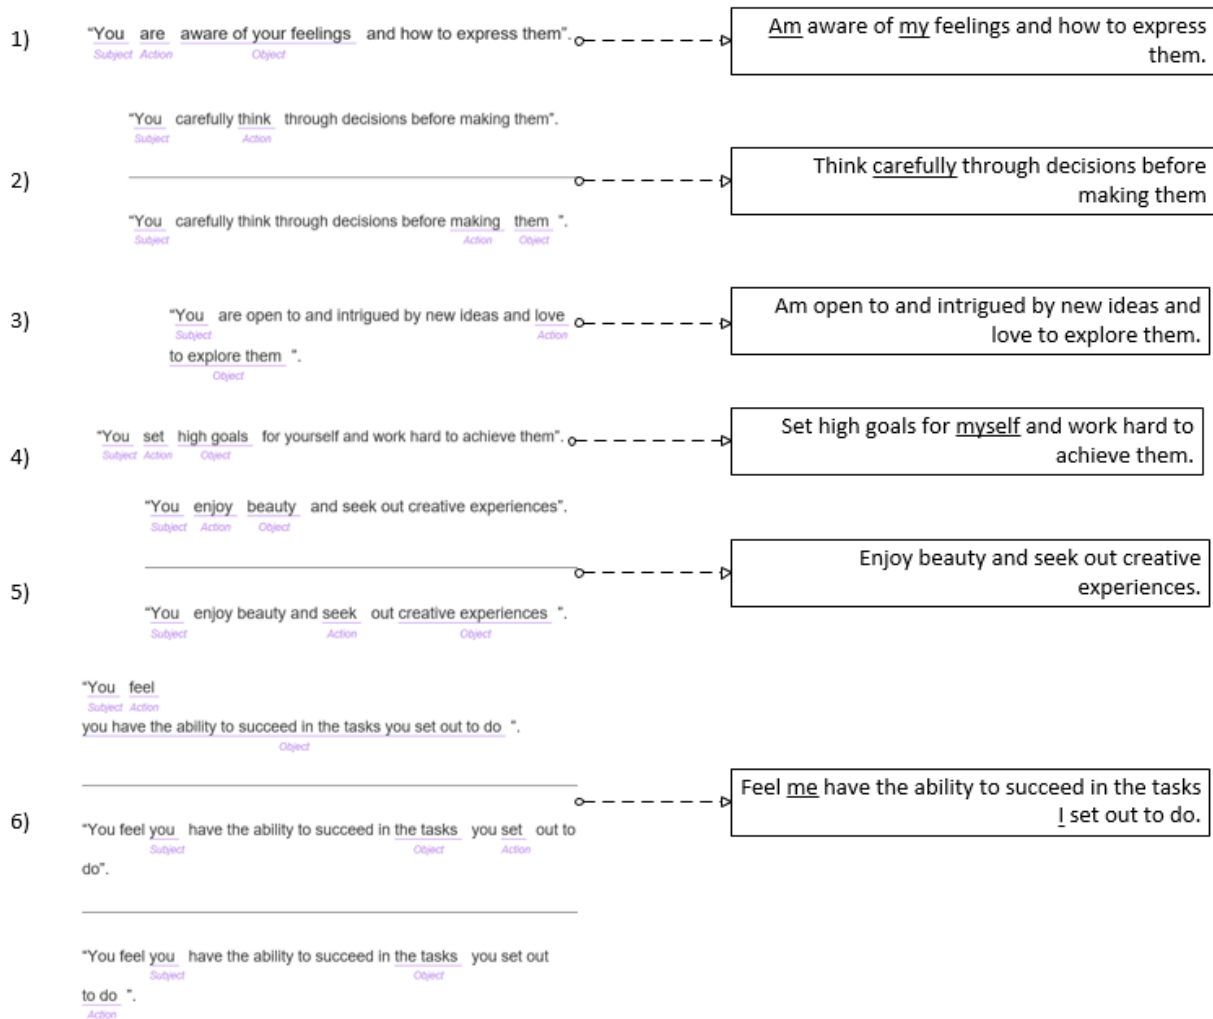 1) “You are aware of your feelings and how to express them”.
Subject Action Object
Am aware of my feelings and how to express
them.
“You carefully think through decisions before making them”.
Subject Action
2)
Think carefully through decisions before
making them
“You carefully think through decisions before making them ”.
Subject Action Object
3)
“You are open to and intrigued by new ideas and love
Subject Action
to explore them ”.
Object
Am open to and intrigued by new ideas and
love to explore them.
4)
“You set high goals for yourself and work hard to achieve them”.
Subject Action Object
Set high goals for myself and work hard to
achieve them.
“You enjoy beauty and seek out creative experiences”.
Subject Action Object
5)
Enjoy beauty and seek out creative
experiences.
“You enjoy beauty and seek out creative experiences ”.
Subject Action Object
“You feel
Subject Action
you have the ability to succeed in the tasks you set out to do ”.
Object
6)
Feel me have the ability to succeed in the tasks
I set out to do.
“You feel you have the ability to succeed in the tasks you set out to
Subject Object Action
do”.
“You feel you have the ability to succeed in the tasks you set out
Subject Object
to do ”.
Action